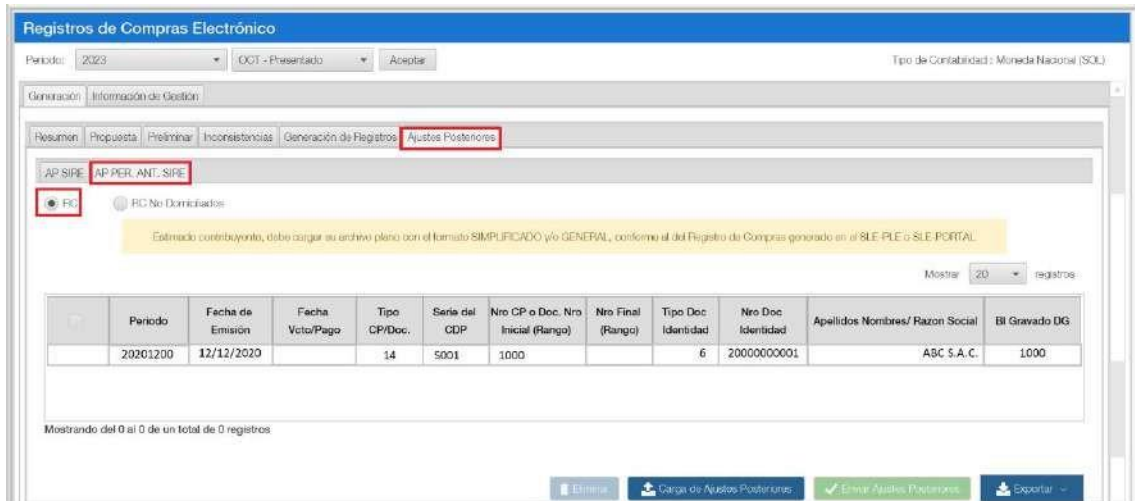 Registros de Compras Electrónico
Periodo: 2023 OCT - Presentado Aceptar Tipo de Contabilidad : Moneda Nacional (SOL)
Generación Información de Gestión
Resumen Propuesta Preliminar Inconsistencias Generación de Registros Ajustes Posteriores
AP SIRE AP PER. ANT. SIRE
RC RC No Domiciliados
Estimado contribuyente, debe cargar su archivo plano con el formato SIMPLIFICADO y/o GENERAL, conforme al del Registro de Compras generado en el SLE-PLE o SLE-PORTAL.
Mostrar 20 registros
Periodo Fecha de Emisión Fecha Vcto/Pago Tipo CP/Doc. Serie del CDP Nro CP o Doc. Nro Inicial (Rango) Nro Final (Rango) Tipo Doc Identidad Nro Doc Identidad Apellidos Nombres/ Razon Social BI Gravado DG
20201200 12/12/2020 14 S001 1000 6 20000000001 ABC S.A.C. 1000
Mostrando del 0 al 0 de un total de 0 registros
Eliminar Carga de Ajustes Posteriores Enviar Ajustes Posteriores Exportar